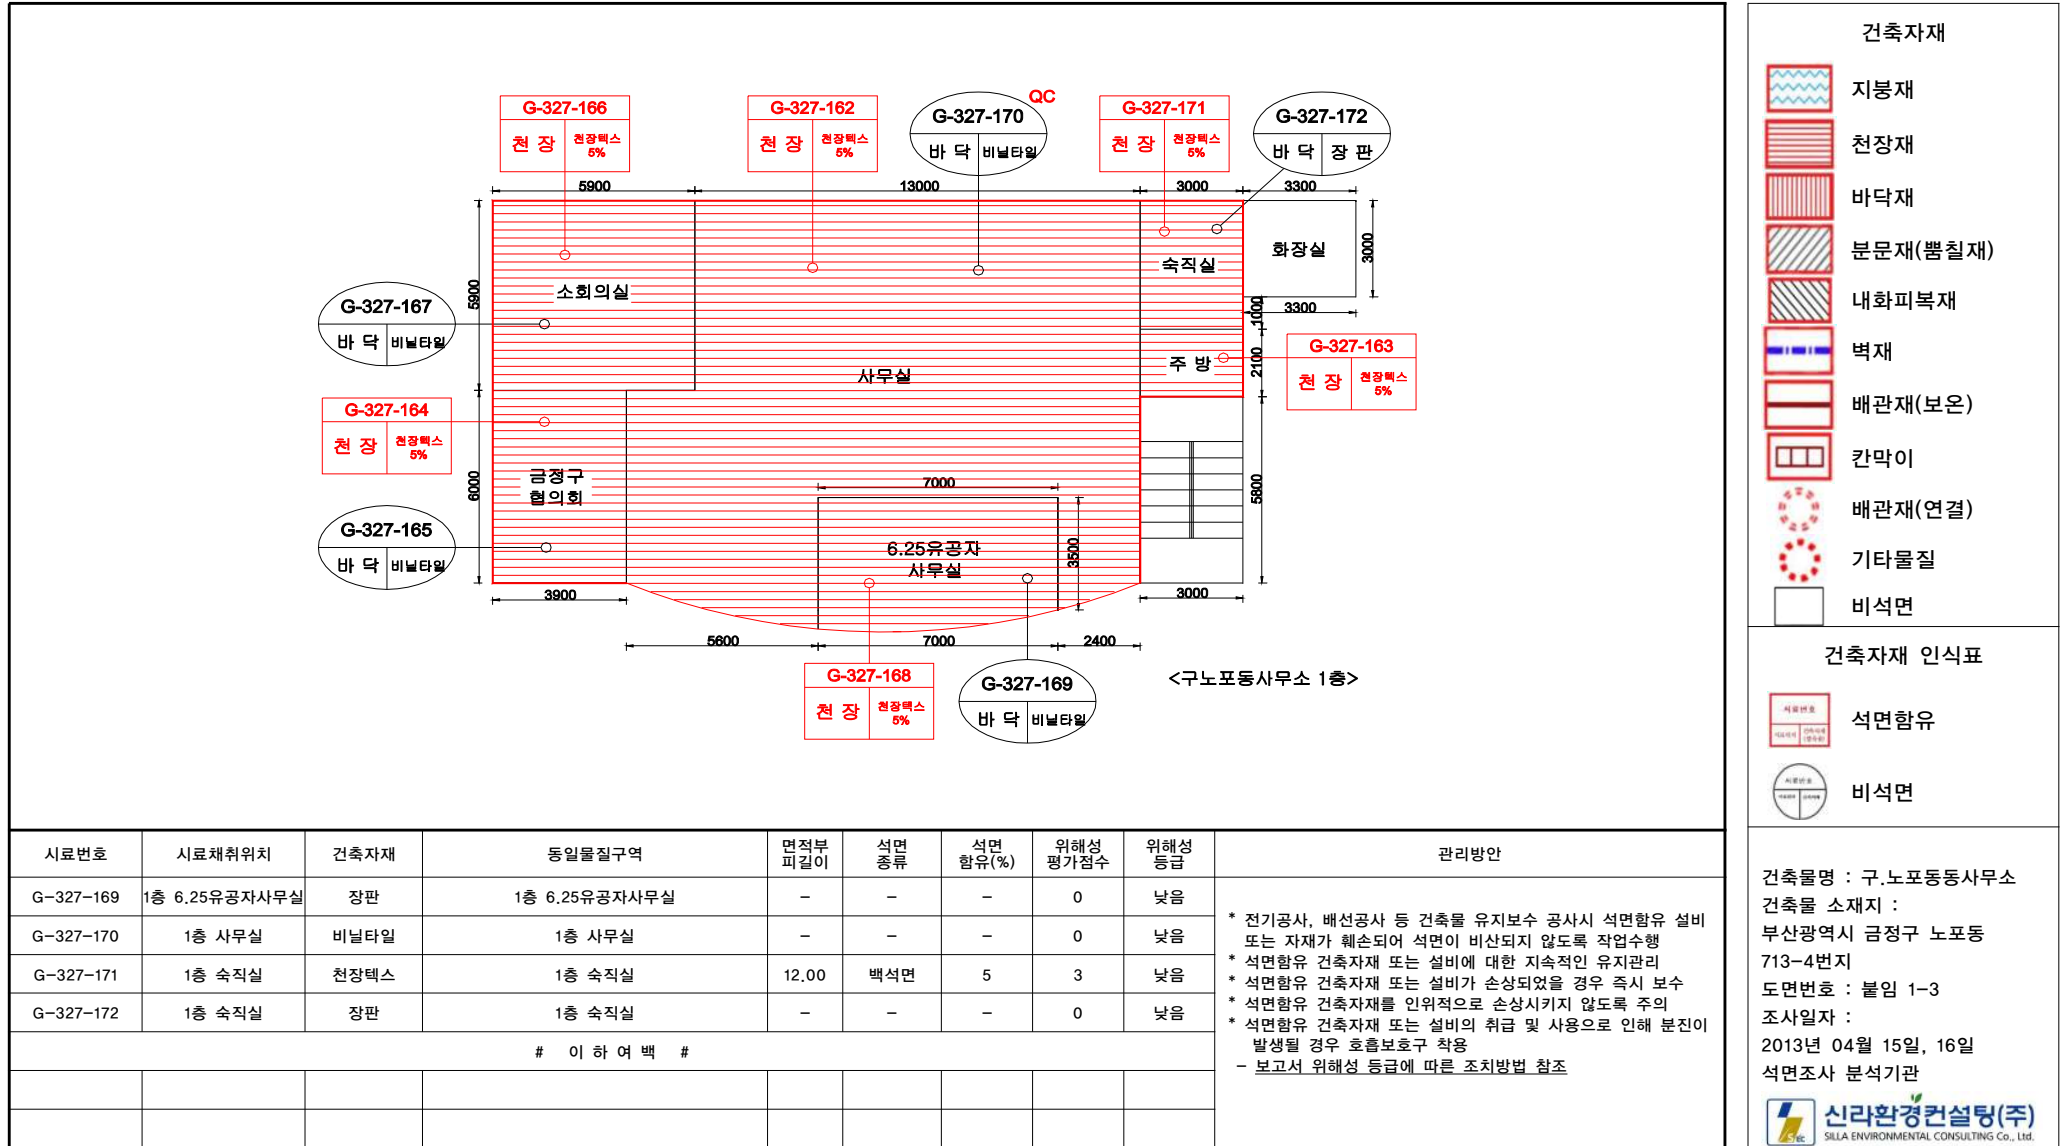 G-327-166
천 장 천장텍스 5%
G-327-162
천 장 천장텍스 5%
QC
G-327-170
바 닥 비닐타일
G-327-171
천 장 천장텍스 5%
G-327-172
바 닥 장 판
5900 13000 3000 3300
5900
소회의실
숙직실
화장실
3000
3300
1000
G-327-167
바 닥 비닐타일
사무실
주 방
2100
G-327-163
천 장 천장텍스 5%
G-327-164
천 장 천장텍스 5%
6000
금정구
협의회
7000
5800
G-327-165
바 닥 비닐타일
6.25유공자
사무실
3500
3900
3000
5600 7000 2400
G-327-168
천 장 천장텍스 5%
G-327-169
바 닥 비닐타일
<구노포동사무소 1층>
시료번호 시료채취위치 건축자재 동일물질구역 면적부피길이 석면종류 석면함유(%) 위해성평가점수 위해성등급 관리방안
G-327-169 1층 6.25유공자사무실 장판 1층 6.25유공자사무실 - - - 0 낮음
G-327-170 1층 사무실 비닐타일 1층 사무실 - - - 0 낮음
G-327-171 1층 숙직실 천장텍스 1층 숙직실 12.00 백석면 5 3 낮음
G-327-172 1층 숙직실 장판 1층 숙직실 - - - 0 낮음
# 이 하 여 백 #
* 전기공사, 배선공사 등 건축물 유지보수 공사시 석면함유 설비
또는 자재가 훼손되어 석면이 비산되지 않도록 작업수행
* 석면함유 건축자재 또는 설비에 대한 지속적인 유지관리
* 석면함유 건축자재 또는 설비가 손상되었을 경우 즉시 보수
* 석면함유 건축자재를 인위적으로 손상시키지 않도록 주의
* 석면함유 건축자재 또는 설비의 취급 및 사용으로 인해 분진이
발생될 경우 호흡보호구 착용
- 보고서 위해성 등급에 따른 조치방법 참조
건축자재
지붕재
천장재
바닥재
분문재(뿜칠재)
내화피복재
벽재
배관재(보온)
칸막이
배관재(연결)
기타물질
비석면
건축자재 인식표
시료번호
석면함유
시료번호
비석면
건축물명 : 구.노포동동사무소
건축물 소재지 :
부산광역시 금정구 노포동
713-4번지
도면번호 : 붙임 1-3
조사일자 :
2013년 04월 15일, 16일
석면조사 분석기관
신라환경컨설팅(주)
SILLA ENVIRONMENTAL CONSULTING Co., Ltd.